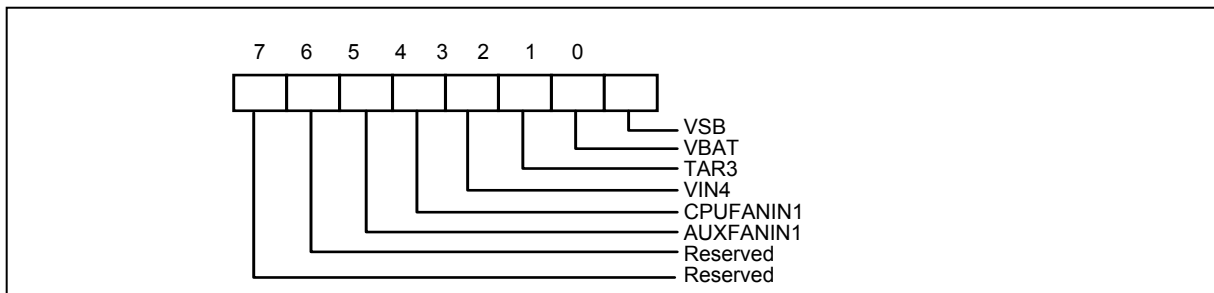 7 6 5 4 3 2 1 0
VSB
VBAT
TAR3
VIN4
CPUFANIN1
AUXFANIN1
Reserved
Reserved